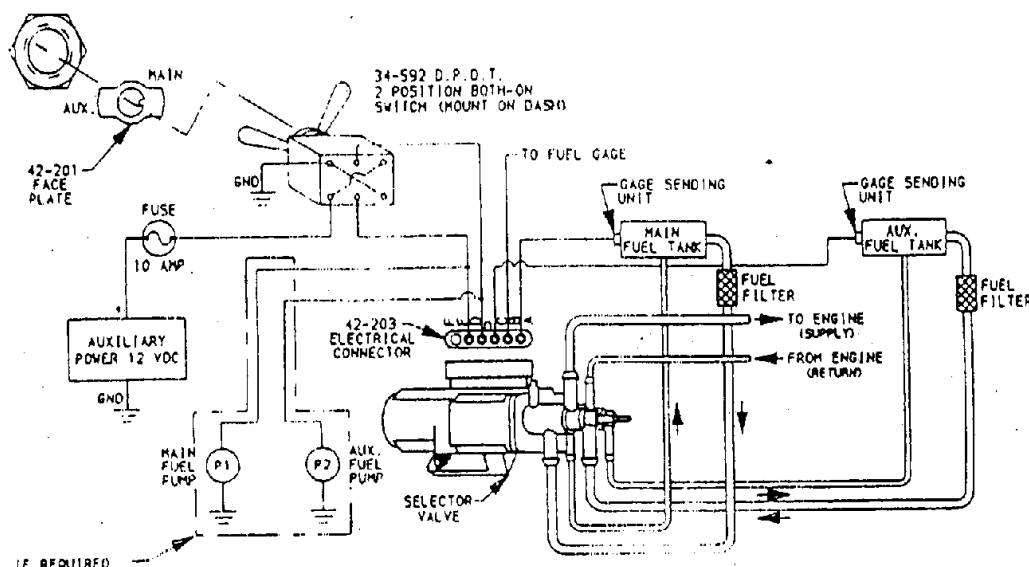 MAIN
AUX.
42-201
FACE
PLATE
34-592 D.P.D.T.
2 POSITION BOTH-ON
SWITCH (MOUNT ON DASH)
GND
TO FUEL GAGE
GAGE SENDING
UNIT
MAIN
FUEL TANK
GAGE SENDING
UNIT
AUX.
FUEL TANK
FUSE
10 AMP
FUEL
FILTER
FUEL
FILTER
AUXILIARY
POWER 12 VDC
GND
42-203
ELECTRICAL
CONNECTOR
TO ENGINE
(SUPPLY)
FROM ENGINE
(RETURN)
MAIN
FUEL
PUMP
P1
P2
AUX.
FUEL
PUMP
SELECTOR
VALVE
IF REQUIRED